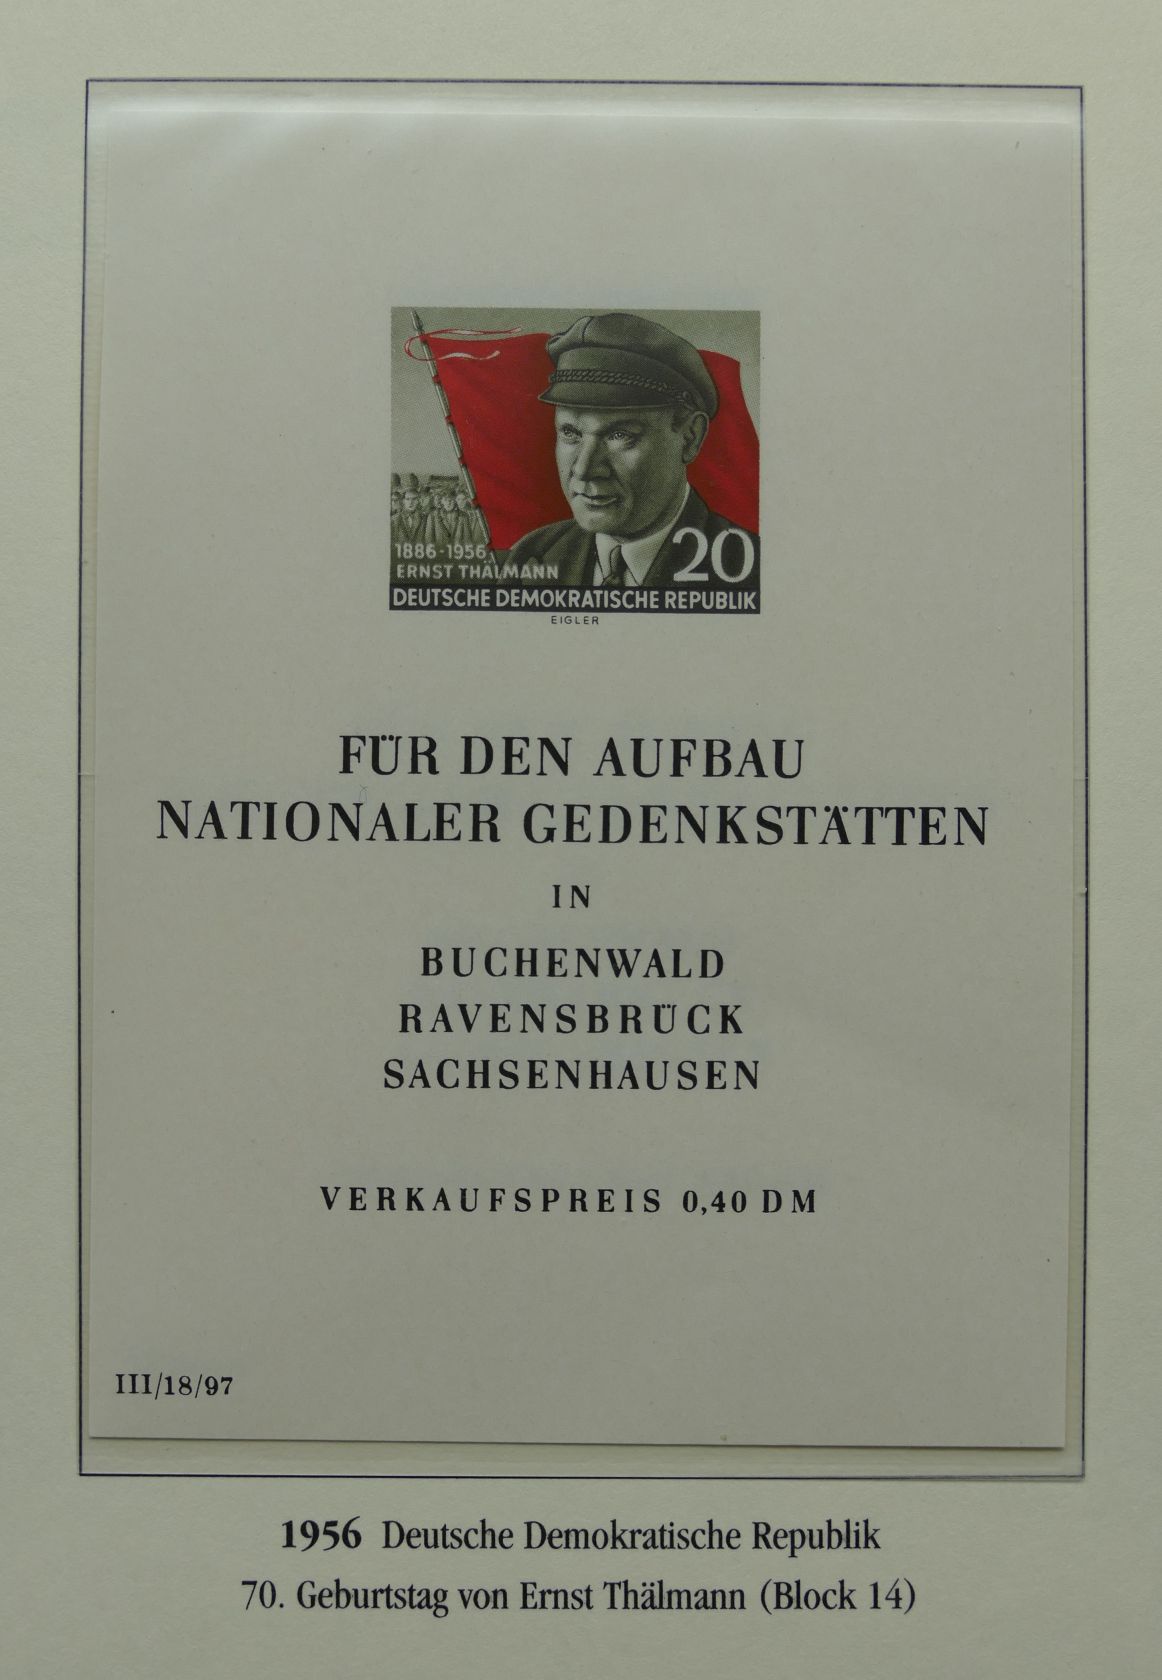 1886-1956
ERNST THÄLMANN
20
DEUTSCHE DEMOKRATISCHE REPUBLIK
EIGLER
FÜR DEN AUFBAU
NATIONALER GEDENKSTÄTTEN
IN
BUCHENWALD
RAVENSBRÜCK
SACHSENHAUSEN
VERKAUFSPREIS 0,40 DM
III/18/97
1956 Deutsche Demokratische Republik
70. Geburtstag von Ernst Thälmann (Block 14)